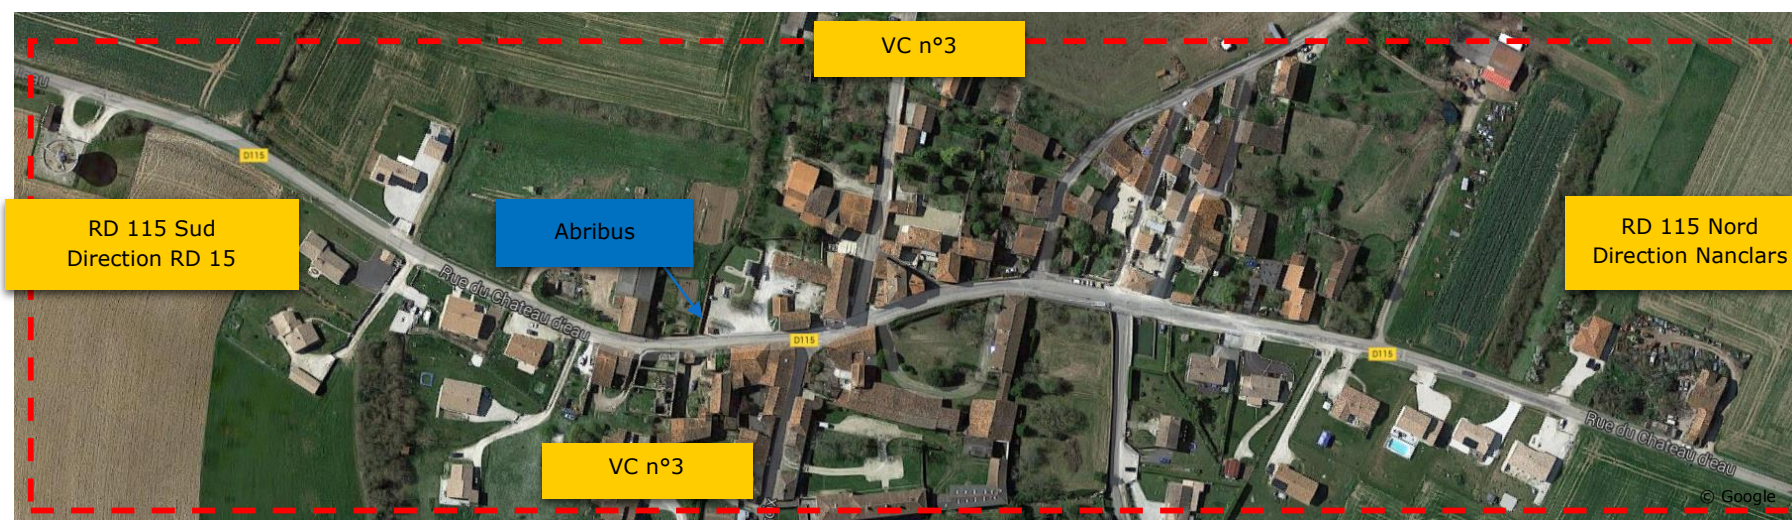 VC n°3
D115
RD 115 Sud
Direction RD 15
Abribus
RD 115 Nord
Direction Nanclars
Rue du Chateau d'eau
D115
D115
Rue du Chateau d'eau
VC n°3
© Google